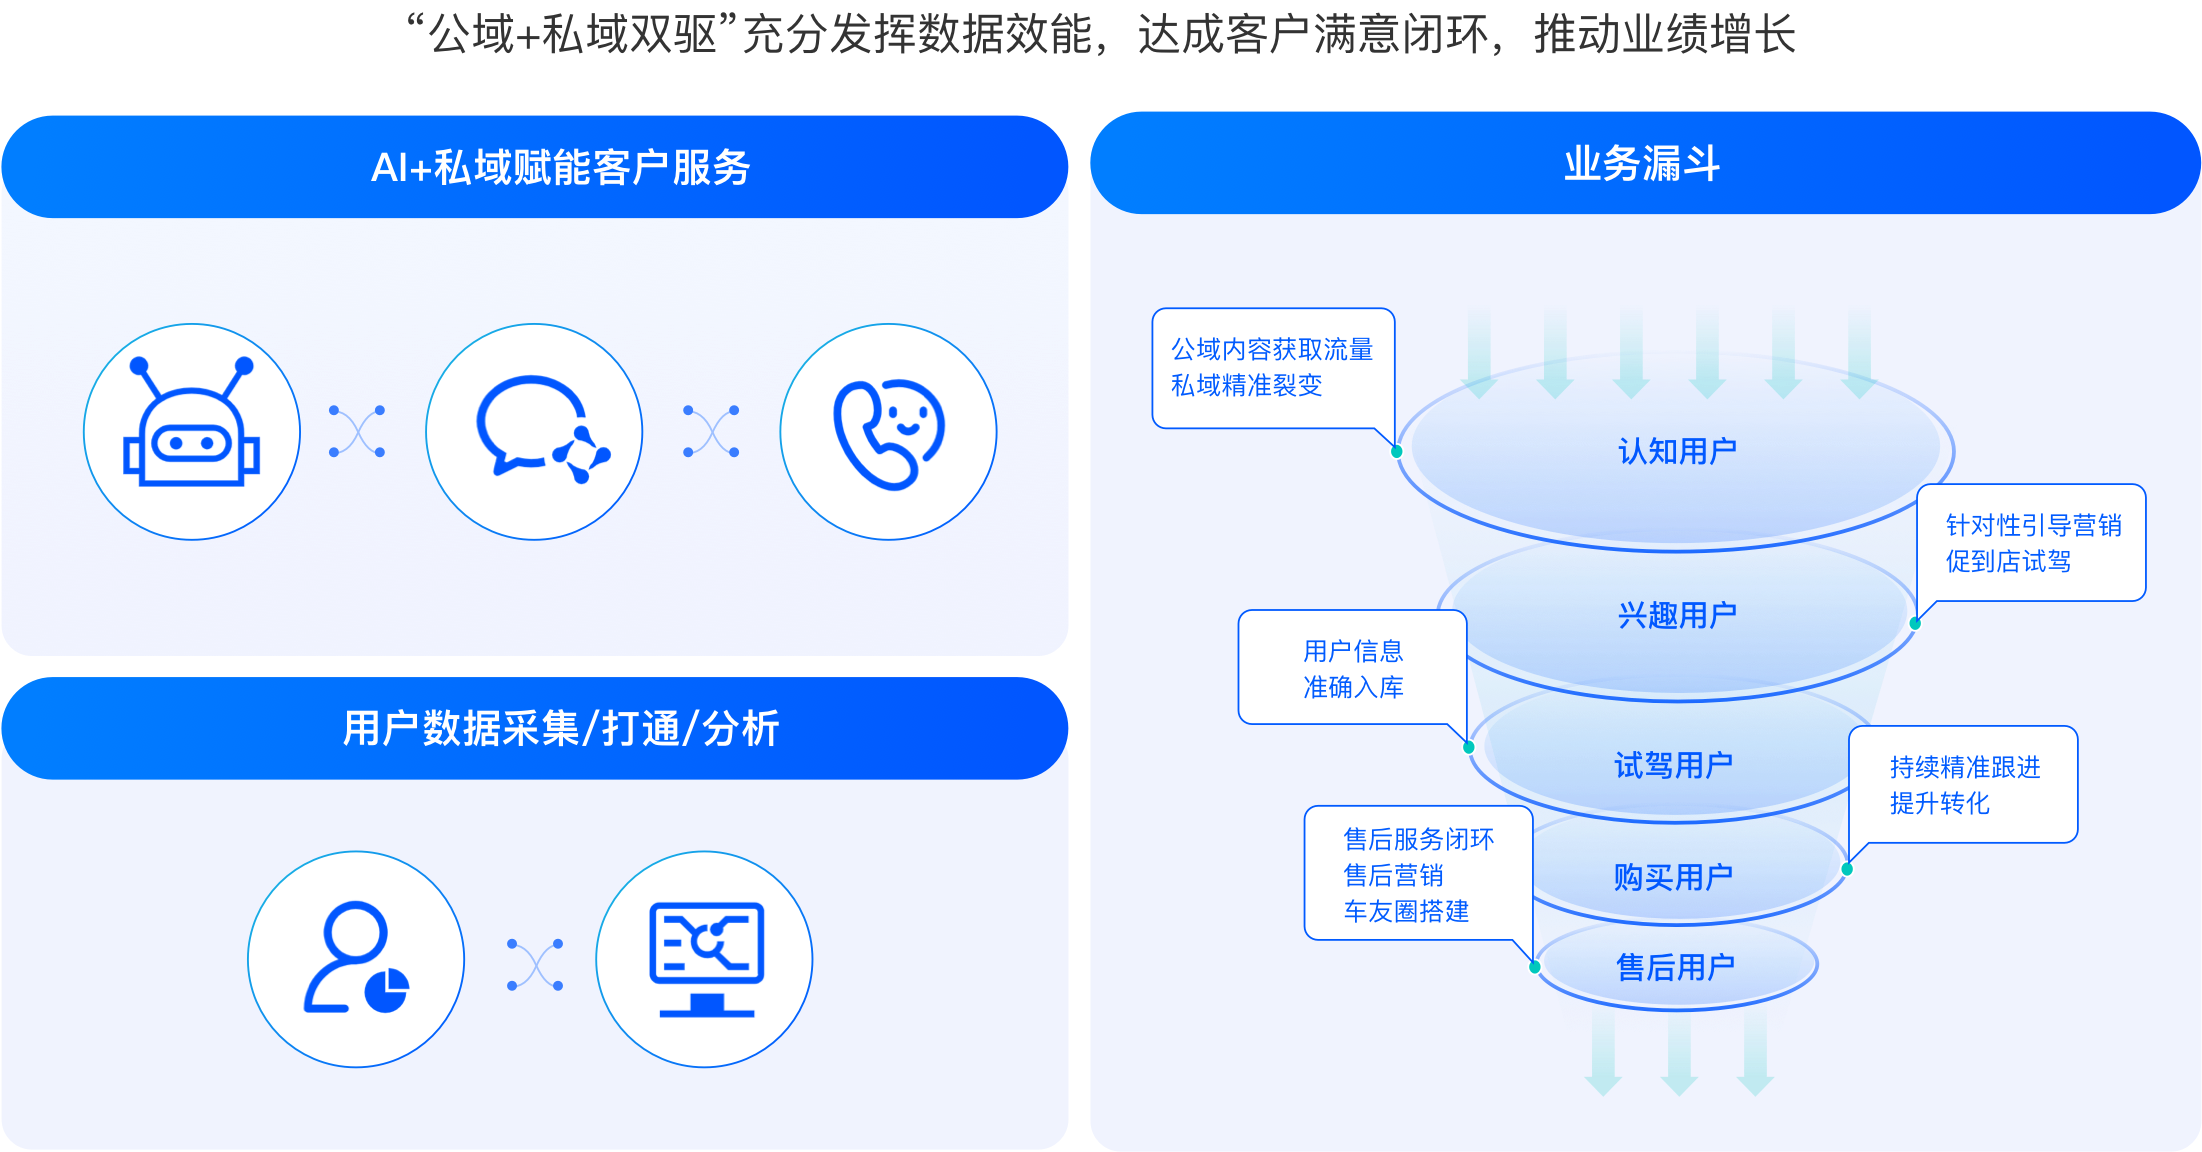 “公域+私域双驱”充分发挥数据效能，达成客户满意闭环，推动业绩增长
AI+私域赋能客户服务
用户数据采集/打通/分析
业务漏斗
公域内容获取流量
私域精准裂变
认知用户
针对性引导营销
促到店试驾
兴趣用户
用户信息
准确入库
试驾用户
持续精准跟进
提升转化
售后服务闭环
售后营销
车友圈搭建
购买用户
售后用户